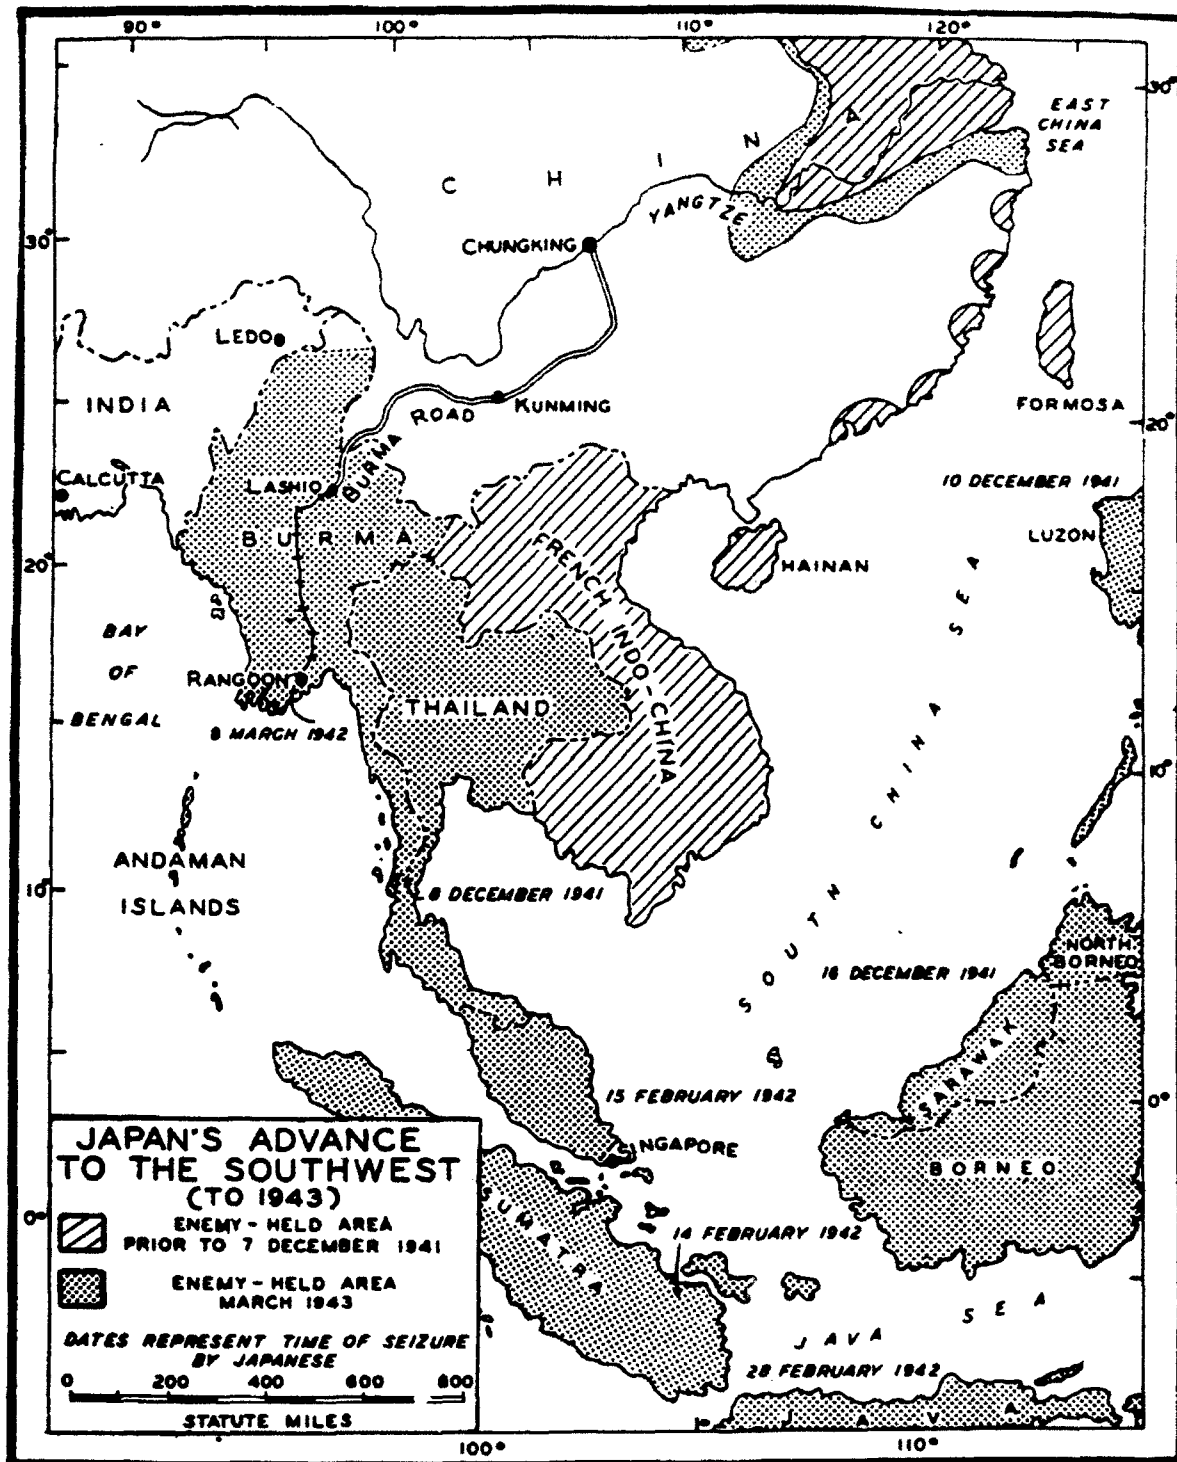 90° 100° 110° 120°
30°
EAST
CHINA
SEA
CHINA
YANGTZE
CHUNGKING
30°
LEDO
INDIA
ROAD
KUNMING
FORMOSA
20°
CALCUTTA
LASHIO
BURMA
10 DECEMBER 1941
LUZON
BURMA
20°
HAINAN
FRENCH INDO-CHINA
BAY
OF
BENGAL
RANGOON
THAILAND
8 MARCH 1942
SOUTH CHINA SEA
10°
ANDAMAN
ISLANDS
10°
8 DECEMBER 1941
NORTH
BORNEO
16 DECEMBER 1941
SARAWAK
15 FEBRUARY 1942
0°
SINGAPORE
BORNEO
SUMATRA
14 FEBRUARY 1942
0°
JAVA SEA
28 FEBRUARY 1942
JAVA
JAPAN'S ADVANCE
TO THE SOUTHWEST
(TO 1943)
ENEMY-HELD AREA
PRIOR TO 7 DECEMBER 1941
ENEMY-HELD AREA
MARCH 1943
DATES REPRESENT TIME OF SEIZURE
BY JAPANESE
0 200 400 600 800
STATUTE MILES
100° 110°